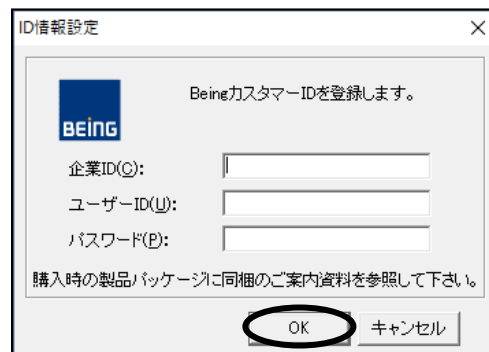 ID情報設定
BeingカスタマーIDを登録します。
BEING
企業ID(C):
ユーザーID(U):
パスワード(P):
購入時の製品パッケージに同梱のご案内資料を参照して下さい。
OK キャンセル